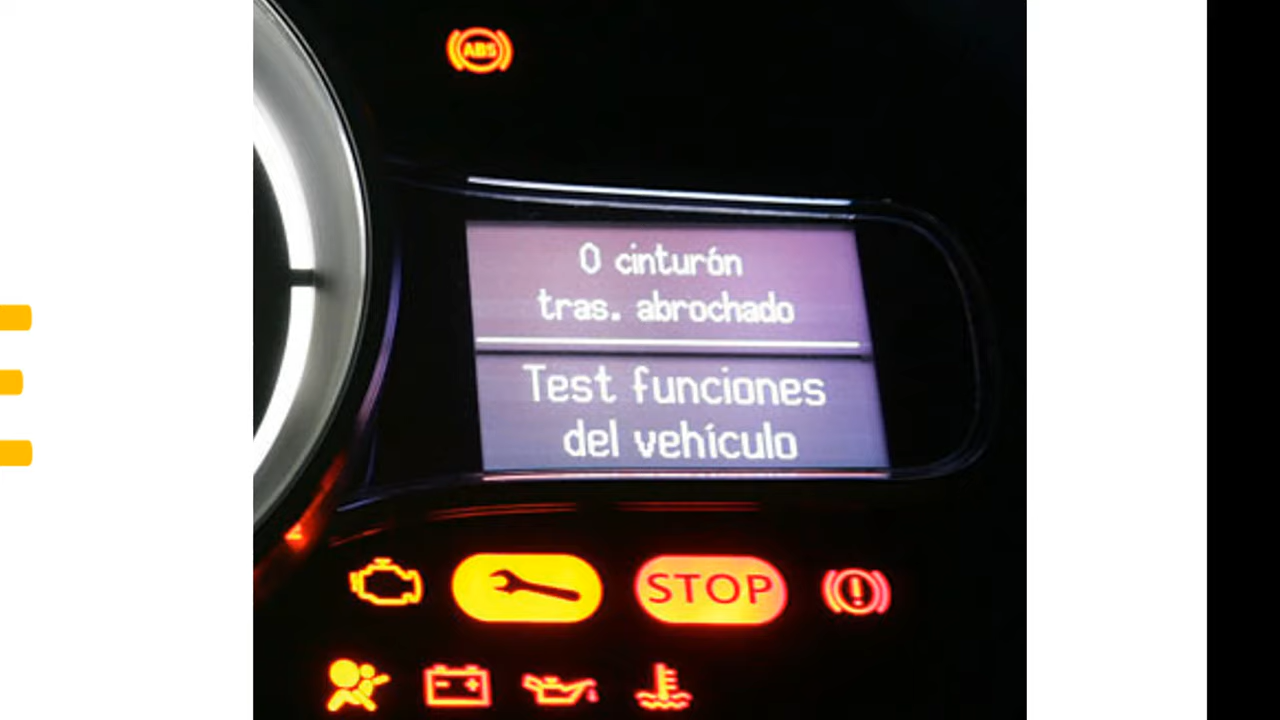 ABS
0 cinturón
tras. abrochado
Test funciones
del vehículo
STOP